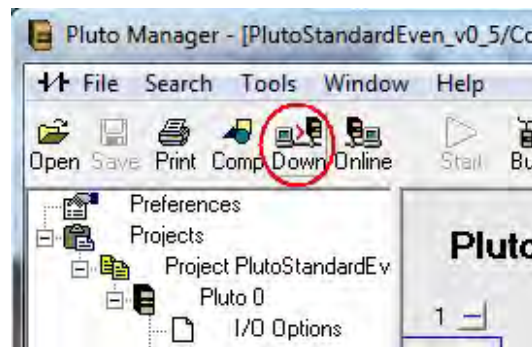 Pluto Manager - [PlutoStandardEven_v0_5/Co
File Search Tools Window Help
Open Save Print Comp Down Online Start Bu
Preferences
Projects
Project PlutoStandardEv
Pluto 0
I/O Options
Pluto
1